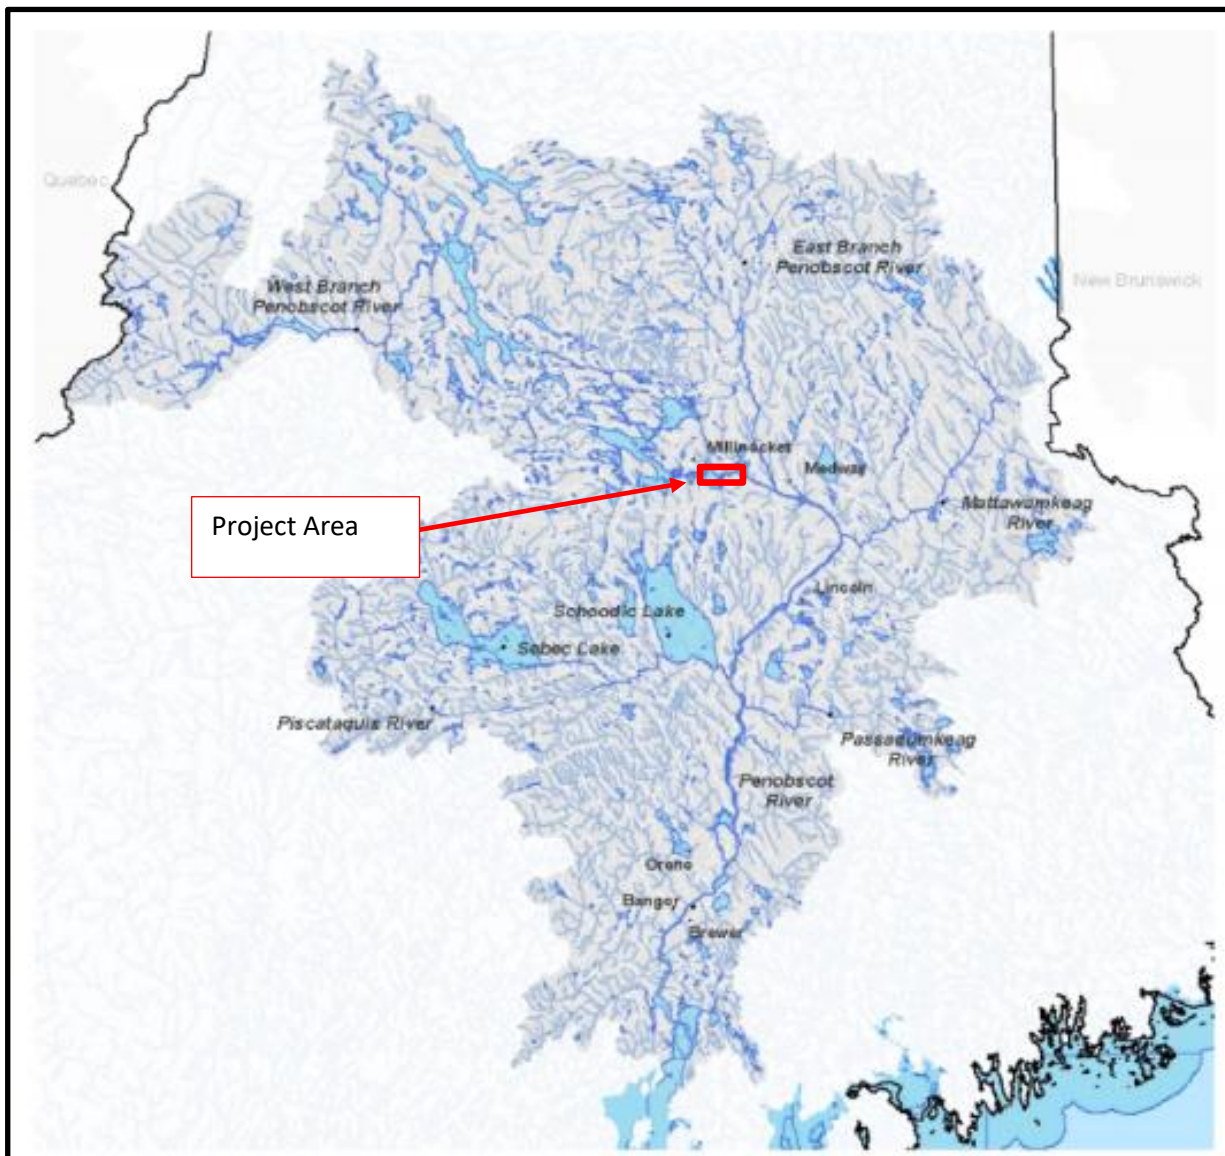 Quebec
East Branch
Penobscot River
West Branch
Penobscot River
New Brunswick
Millinocket
Medway
Project Area
Mattawamkeag
River
Lincoln
Schoodic Lake
Sebec Lake
Piscataquis River
Passadumkeag
River
Penobscot
River
Orono
Bangor
Brewer